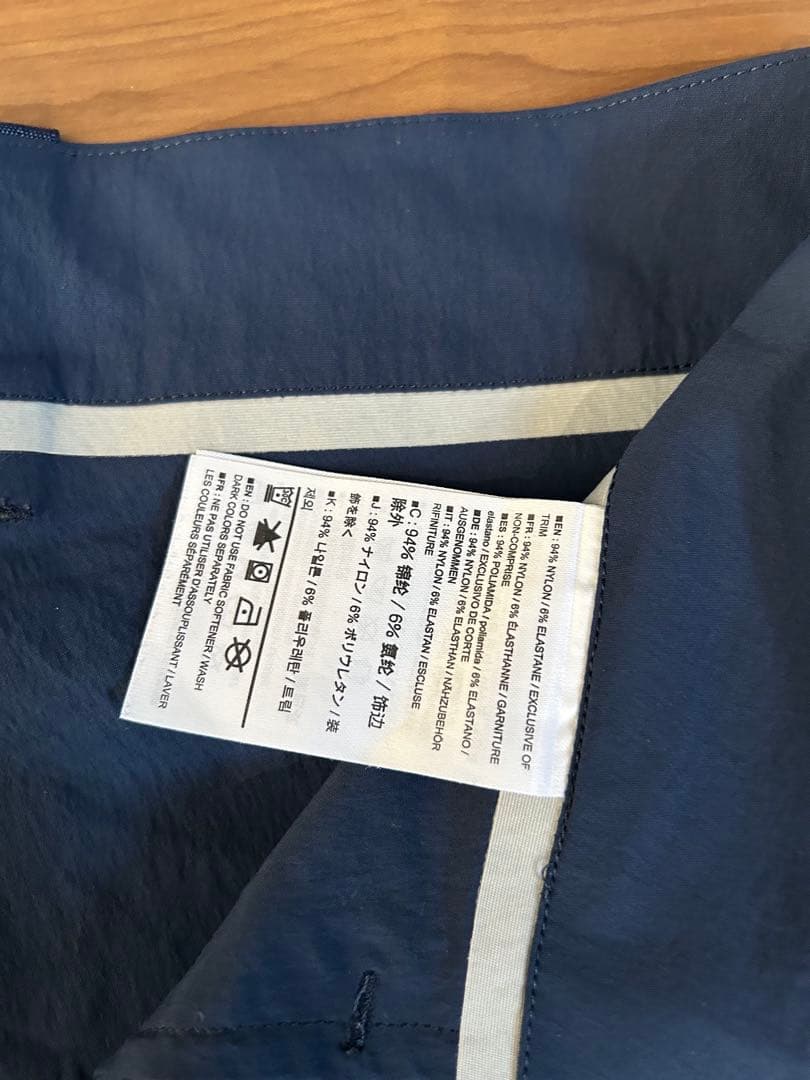 ■EN : 94% NYLON / 6% ELASTANE / EXCLUSIVE OF
TRIM
■FR : 94% NYLON / 6% ÉLASTHANNE / GARNITURE
NON-COMPRISE
■ES : 94% POLIAMIDA / poliamida / 6% ELASTANO /
elastano / EXCLUSIVO DE CORTE
■DE : 94% NYLON / 6% ELASTHAN / NÄHZUBEHÖR
AUSGENOMMEN
■IT : 94% NYLON / 6% ELASTAN / ESCLUSE
RIFINITURE
■C : 94% 锦纶 / 6% 氨纶 / 饰边
除外
■J : 94% ナイロン / 6% ポリウレタン / 装
飾を除く
■K : 94% 나일론 / 6% 폴리우레탄 / 트림
제외
30°C
■EN : DO NOT USE FABRIC SOFTENER / WASH
DARK COLORS SEPARATELY
■FR : NE PAS UTILISER D'ASSOUPLISSANT / LAVER
LES COULEURS SÉPARÉMENT